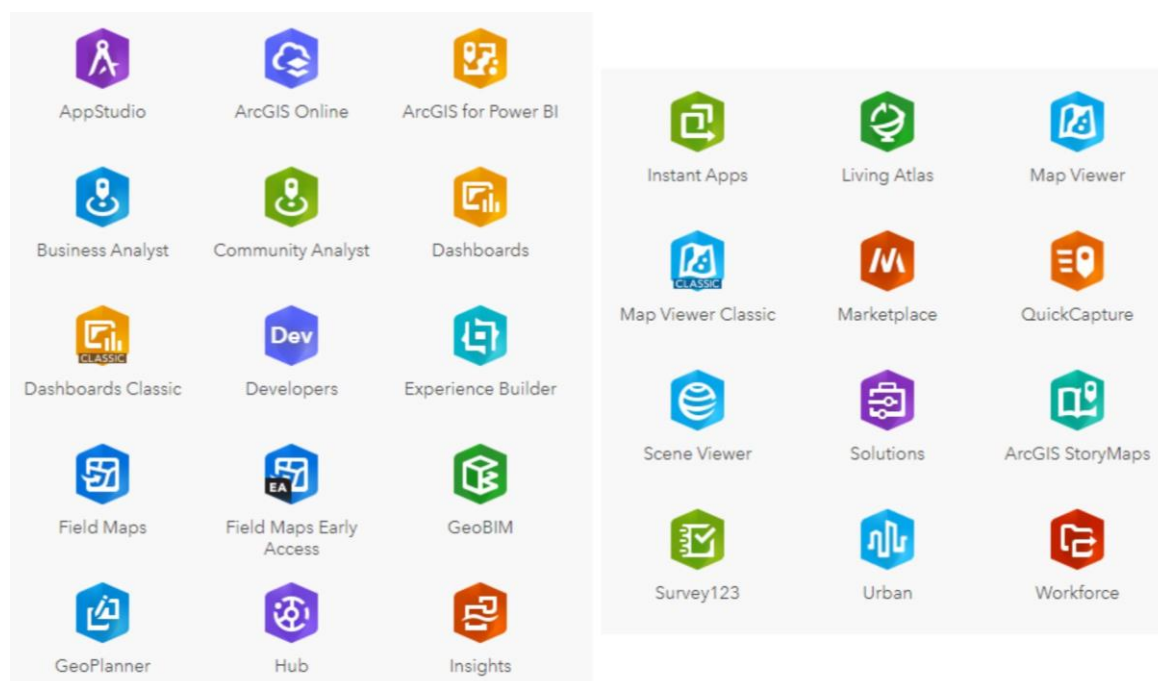 AppStudio
ArcGIS Online
ArcGIS for Power BI
Business Analyst
Community Analyst
Dashboards
CLASSIC
Dashboards Classic
Dev
Developers
Experience Builder
Field Maps
EA
Field Maps Early
Access
GeoBIM
GeoPlanner
Hub
Insights
Instant Apps
Living Atlas
Map Viewer
CLASSIC
Map Viewer Classic
Marketplace
QuickCapture
Scene Viewer
Solutions
ArcGIS StoryMaps
Survey123
Urban
Workforce